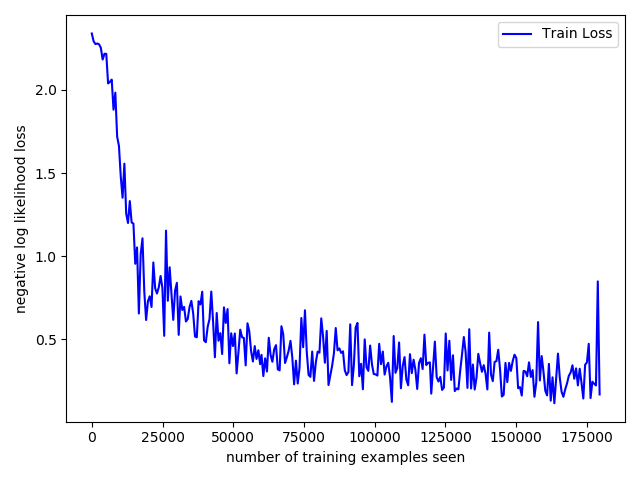 Train Loss
negative log likelihood loss
2.0
1.5
1.0
0.5
0 25000 50000 75000 100000 125000 150000 175000
number of training examples seen